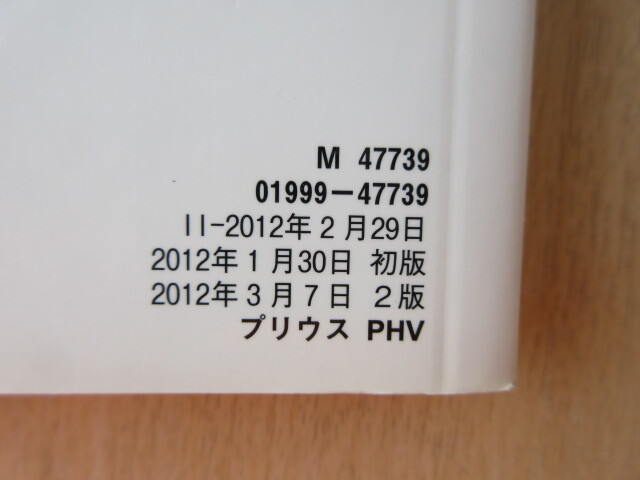 M 47739
01999－47739
II-2012年２月29日
2012年１月30日 初版
2012年３月７日 ２版
プリウス PHV